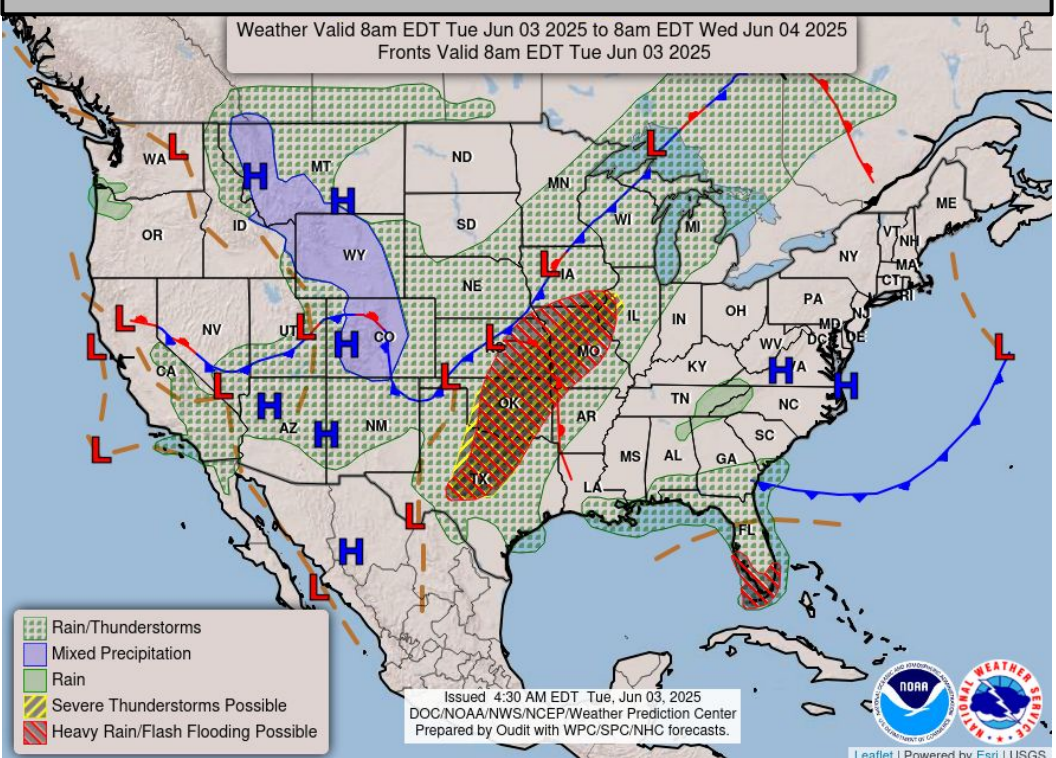 Weather Valid 8am EDT Tue Jun 03 2025 to 8am EDT Wed Jun 04 2025
Fronts Valid 8am EDT Tue Jun 03 2025
WA
MT
ND
MN
ME
L
L
H
H
OR
ID
SD
WI
MI
VT
NH
NY
MA
CT
RI
WY
L
IA
NE
PA
NJ
L
NV
UT
L
H
CO
L
MO
IL
IN
OH
MD
DE
DC
WV
VA
L
L
CA
L
L
KY
H
H
H
AZ
H
NM
OK
AR
TN
NC
SC
L
TX
MS
AL
GA
LA
L
FL
H
L
Rain/Thunderstorms
Mixed Precipitation
Rain
Severe Thunderstorms Possible
Heavy Rain/Flash Flooding Possible
Issued 4:30 AM EDT Tue, Jun 03, 2025
DOC/NOAA/NWS/NCEP/Weather Prediction Center
Prepared by Oudit with WPC/SPC/NHC forecasts.
NOAA
NATIONAL WEATHER SERVICE
Leaflet | Powered by Esri | USGS